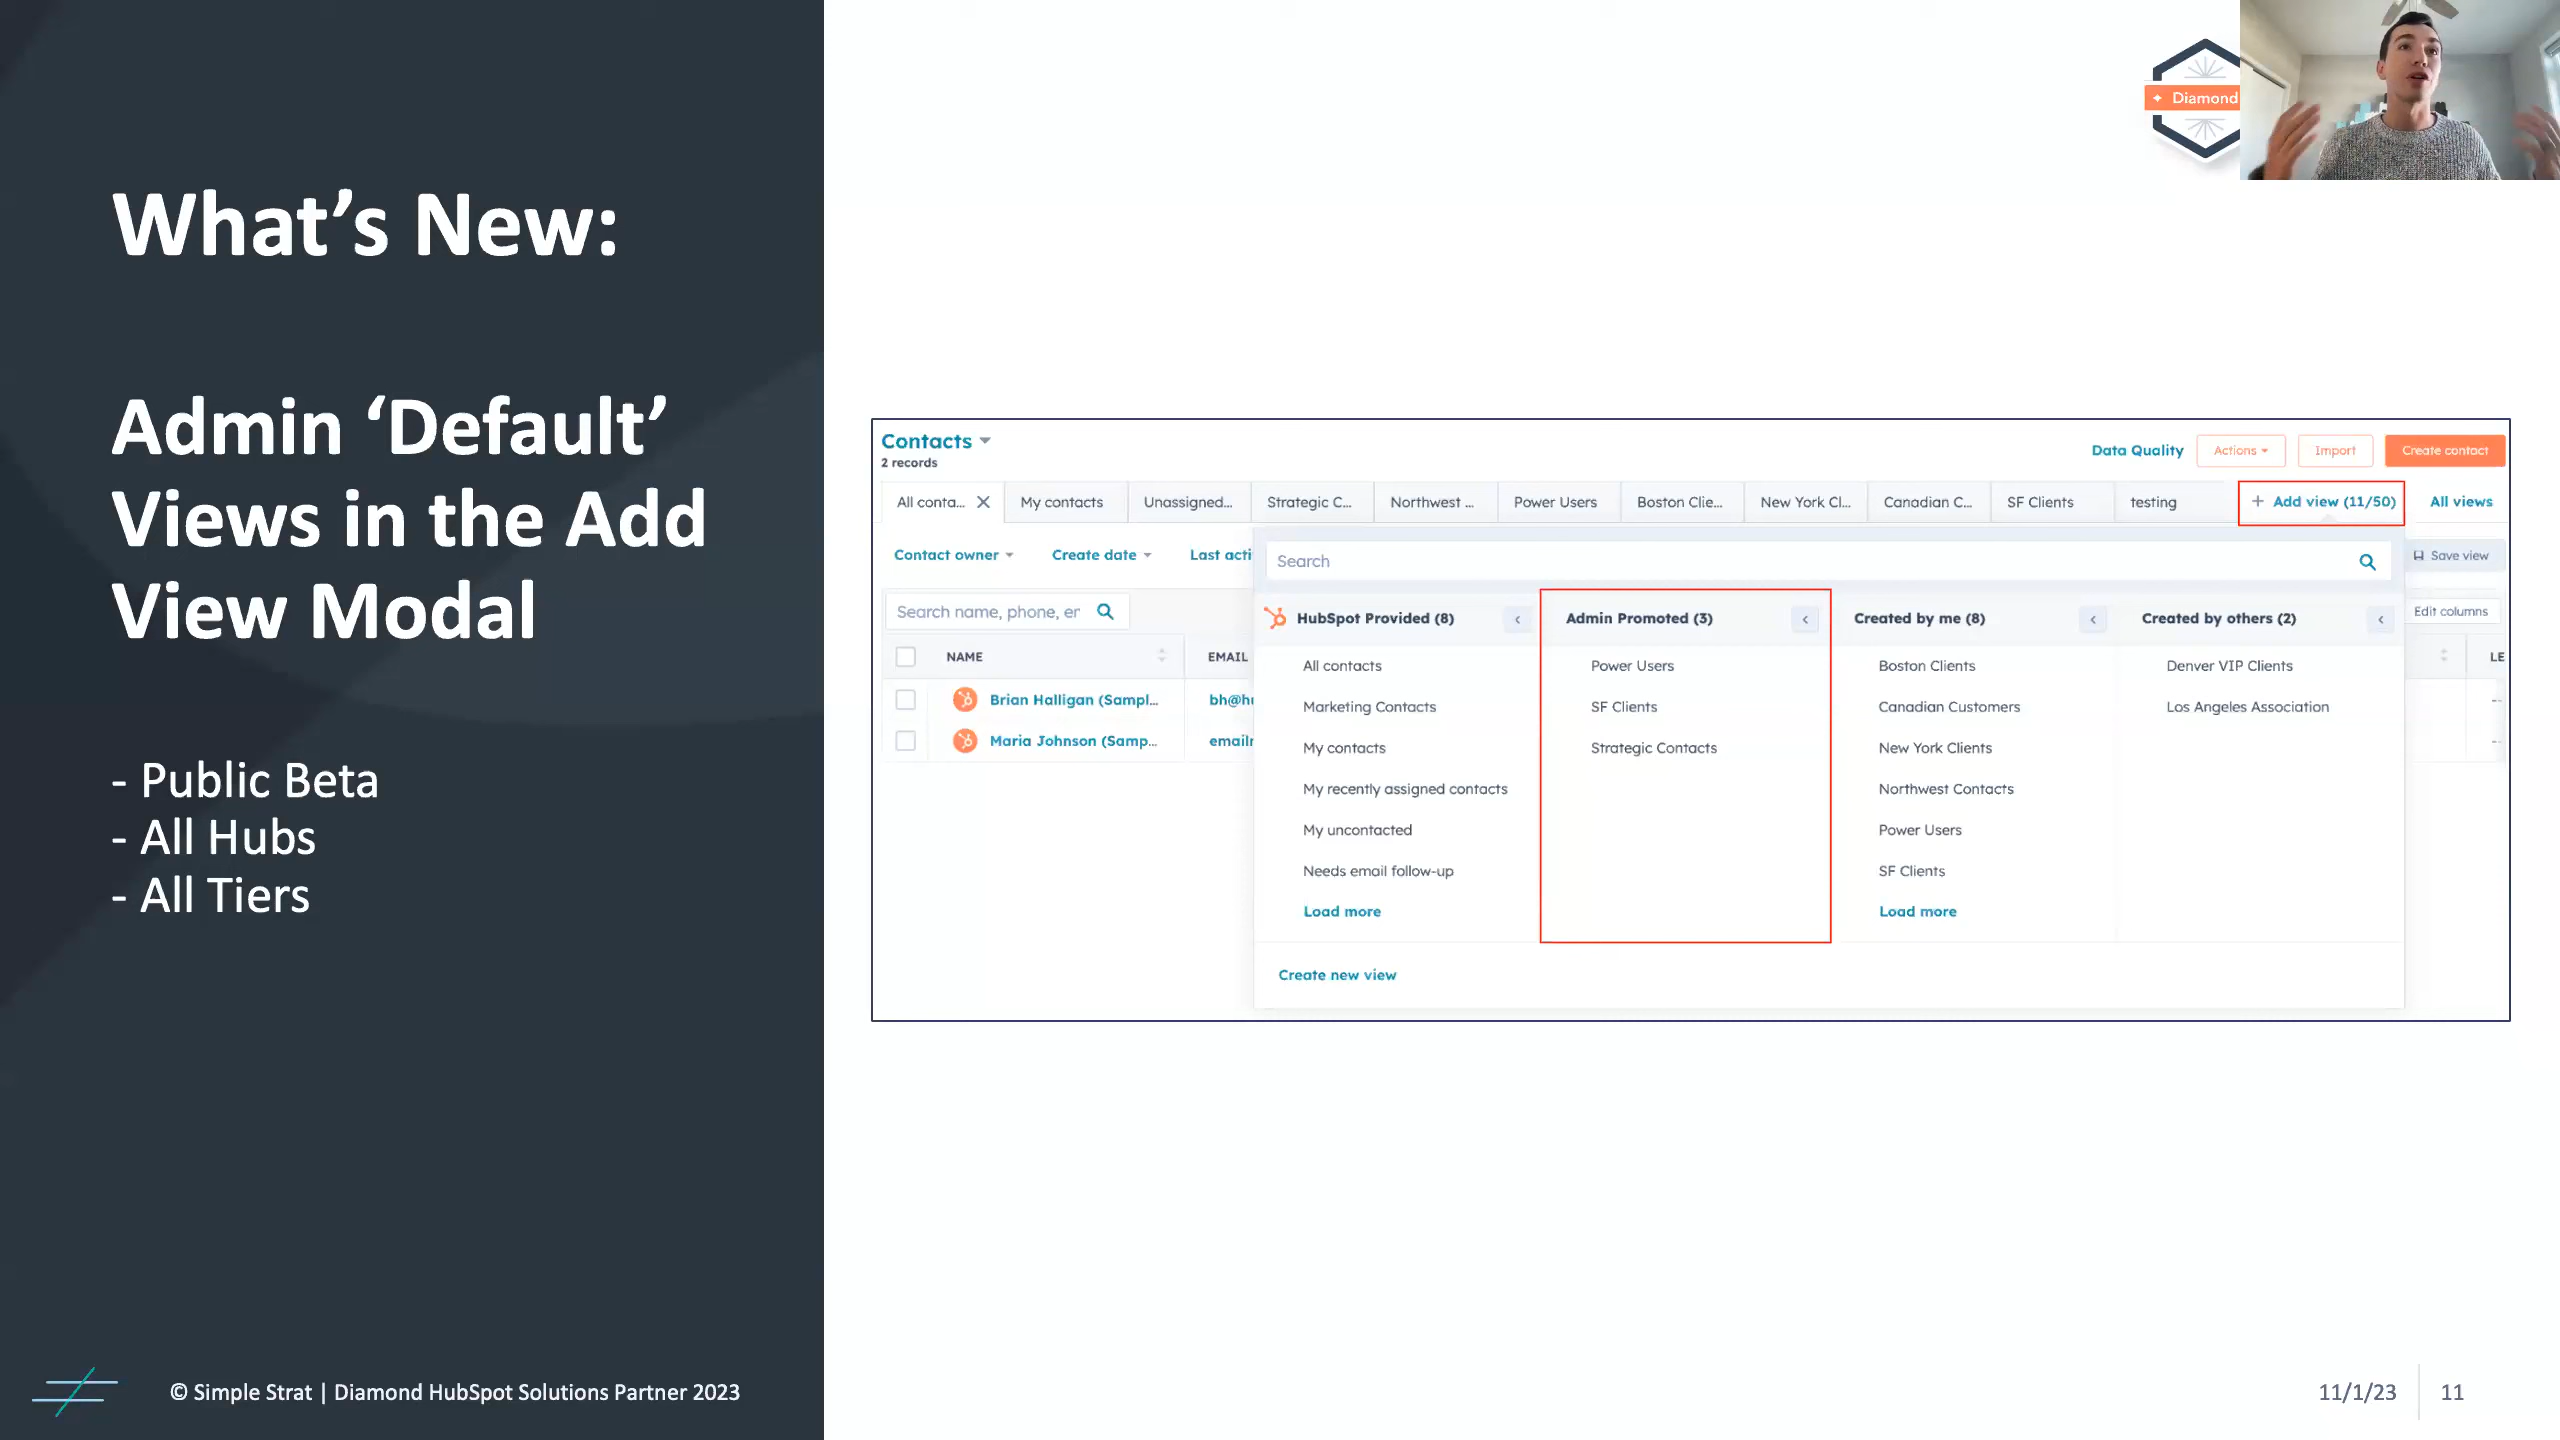 What's New:
Admin ‘Default’
Views in the Add
View Modal
- Public Beta
- All Hubs
- All Tiers
Diamond
Contacts
2 records
Data Quality
Actions
Import
Create contact
All conta...
My contacts
Unassigned...
Strategic C...
Northwest ...
Power Users
Boston Clie...
New York Cl...
Canadian C...
SF Clients
testing
+ Add view (11/50)
All views
Contact owner
Create date
Last acti
Search
Save view
Search name, phone, er
Edit columns
NAME
EMAIL
LE
Brian Halligan (Sampl...
bh@hu
Maria Johnson (Samp...
emailr
--
--
HubSpot Provided (8)
All contacts
Marketing Contacts
My contacts
My recently assigned contacts
My uncontacted
Needs email follow-up
Load more
Admin Promoted (3)
Power Users
SF Clients
Strategic Contacts
Created by me (8)
Boston Clients
Canadian Customers
New York Clients
Northwest Contacts
Power Users
SF Clients
Load more
Created by others (2)
Denver VIP Clients
Los Angeles Association
Create new view
© Simple Strat | Diamond HubSpot Solutions Partner 2023
11/1/23
11